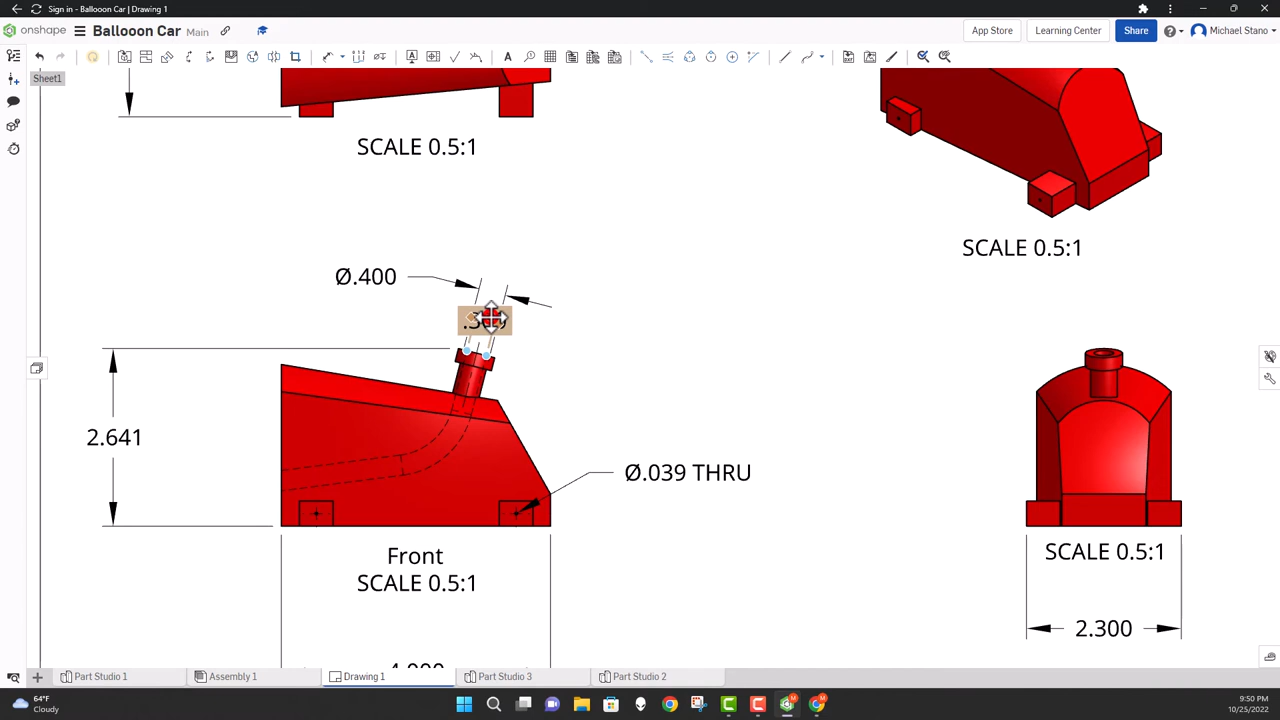 Sign in - Ballooon Car | Drawing 1
onshape
Ballooon Car
Main
App Store
Learning Center
Share
Michael Stano
Sheet1
SCALE 0.5:1
SCALE 0.5:1
Ø.400
2.641
Ø.039 THRU
Front
SCALE 0.5:1
SCALE 0.5:1
2.300
Part Studio 1
Assembly 1
Drawing 1
Part Studio 3
Part Studio 2
64°F
Cloudy
9:50 PM
10/25/2022